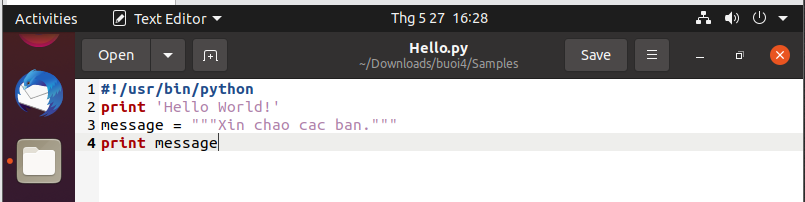 Activities Text Editor Thg 5 27 16:28
Open Hello.py Save
~/Downloads/buoi4/Samples
1 #!/usr/bin/python
2 print 'Hello World!'
3 message = """Xin chao cac ban."""
4 print message